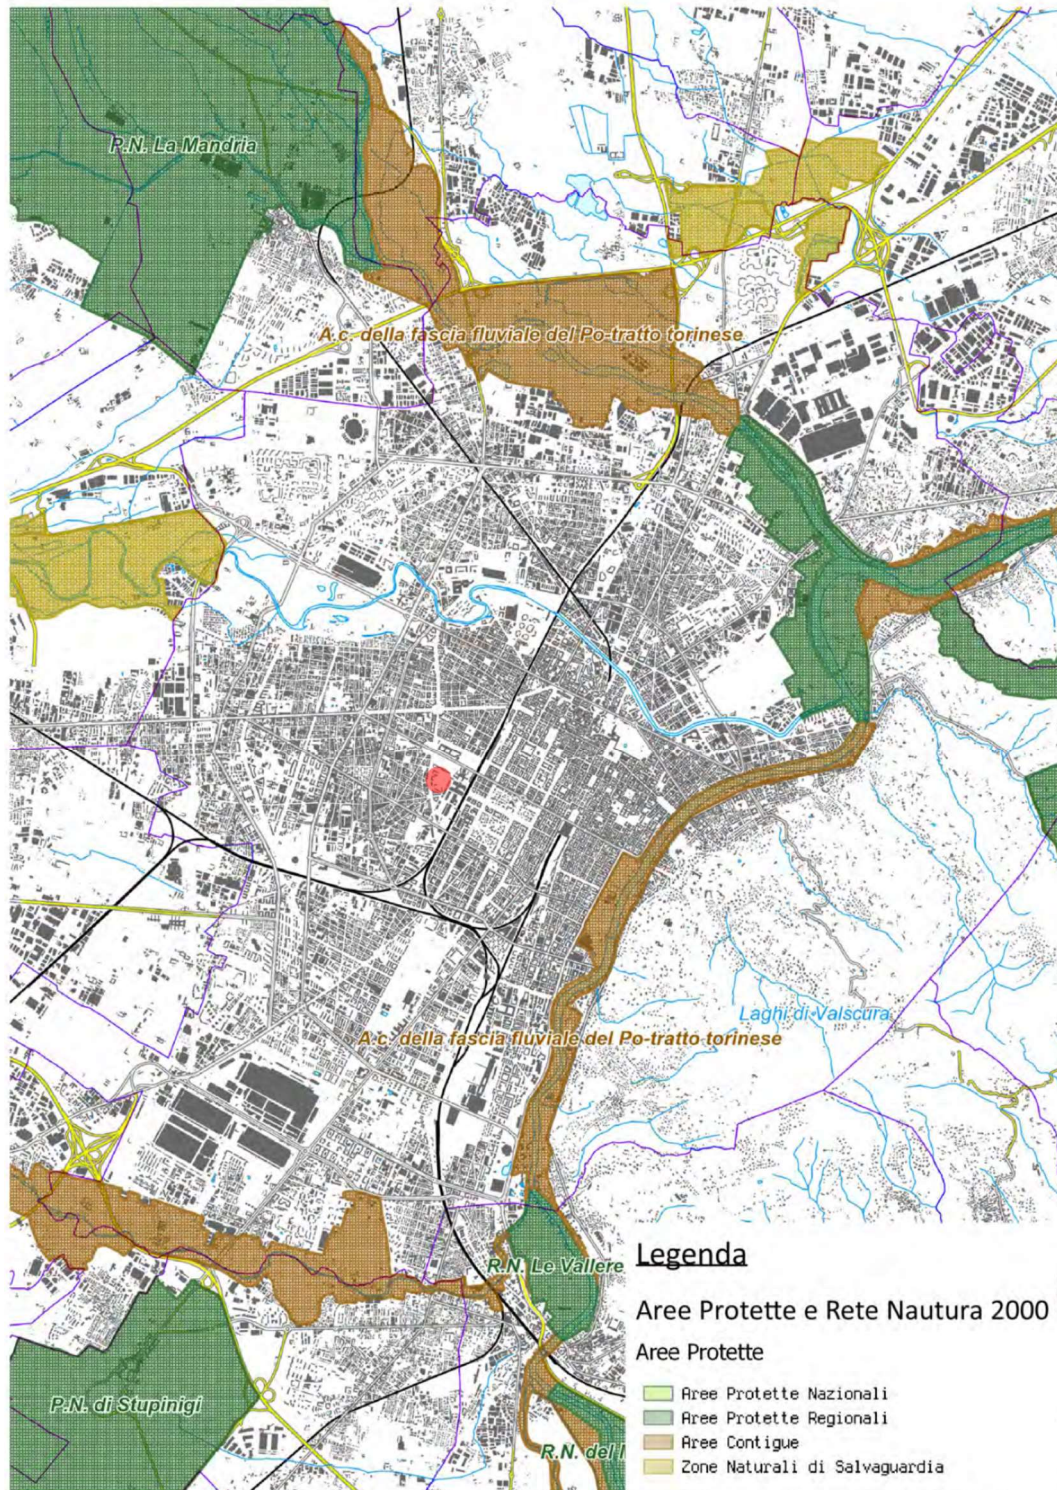 P.N. La Mandria
A.c. della fascia fluviale del Po-tratto torinese
Laghi di Valscura
A.c. della fascia fluviale del Po-tratto torinese
R.N. Le Vallere
P.N. di Stupinigi
R.N. del
Legenda
Aree Protette e Rete Nautura 2000
Aree Protette
Aree Protette Nazionali
Aree Protette Regionali
Aree Contigue
Zone Naturali di Salvaguardia